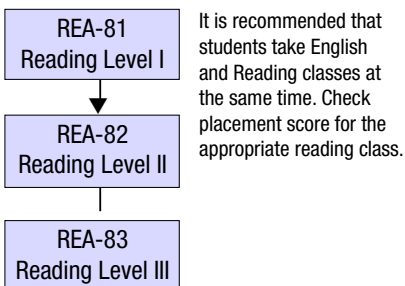 REA-81
Reading Level I
It is recommended that
students take English
and Reading classes at
the same time. Check
placement score for the
appropriate reading class.
REA-82
Reading Level II
REA-83
Reading Level III